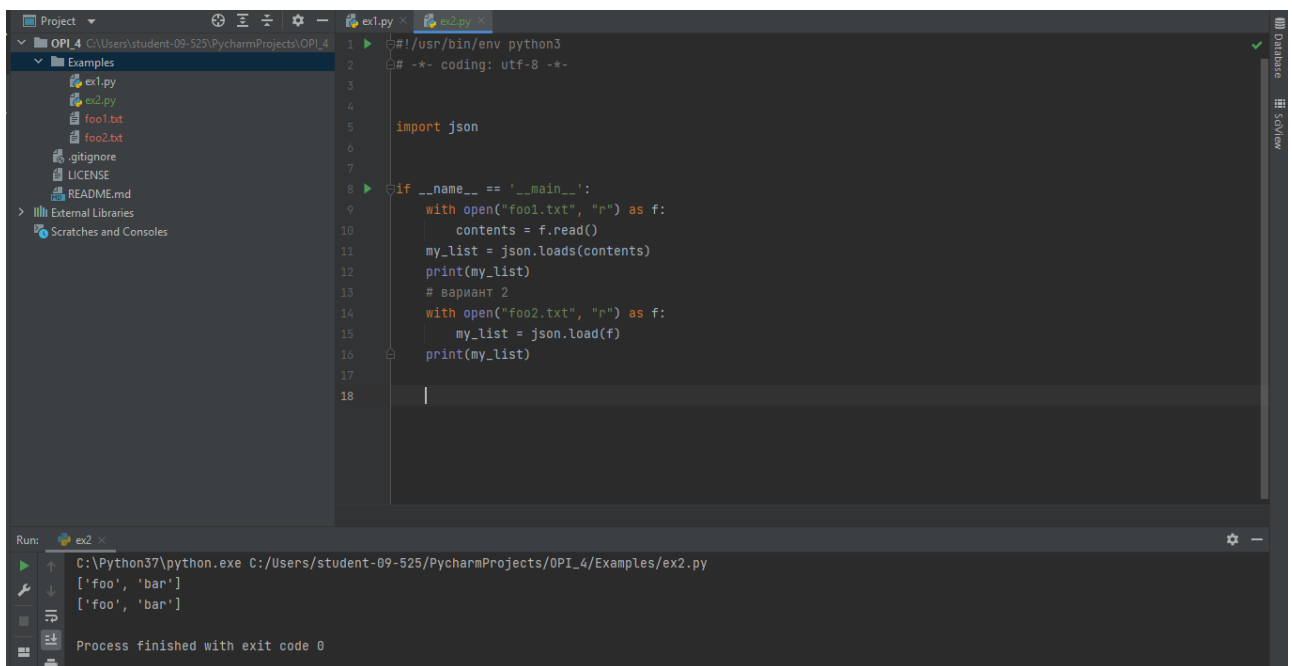 Project
ex1.py
ex2.py
OPI_4 C:\Users\student-09-525\PycharmProjects\OPI_4
Examples
ex1.py
ex2.py
foo1.txt
foo2.txt
.gitignore
LICENSE
README.md
External Libraries
Scratches and Consoles
1 #!/usr/bin/env python3
2 # -*- coding: utf-8 -*-
3
4
5 import json
6
7
8 if __name__ == '__main__':
9 with open("foo1.txt", "r") as f:
10 contents = f.read()
11 my_list = json.loads(contents)
12 print(my_list)
13 # вариант 2
14 with open("foo2.txt", "r") as f:
15 my_list = json.load(f)
16 print(my_list)
17
18
Database
SciView
Run: ex2
C:\Python37\python.exe C:/Users/student-09-525/PycharmProjects/OPI_4/Examples/ex2.py
['foo', 'bar']
['foo', 'bar']
Process finished with exit code 0